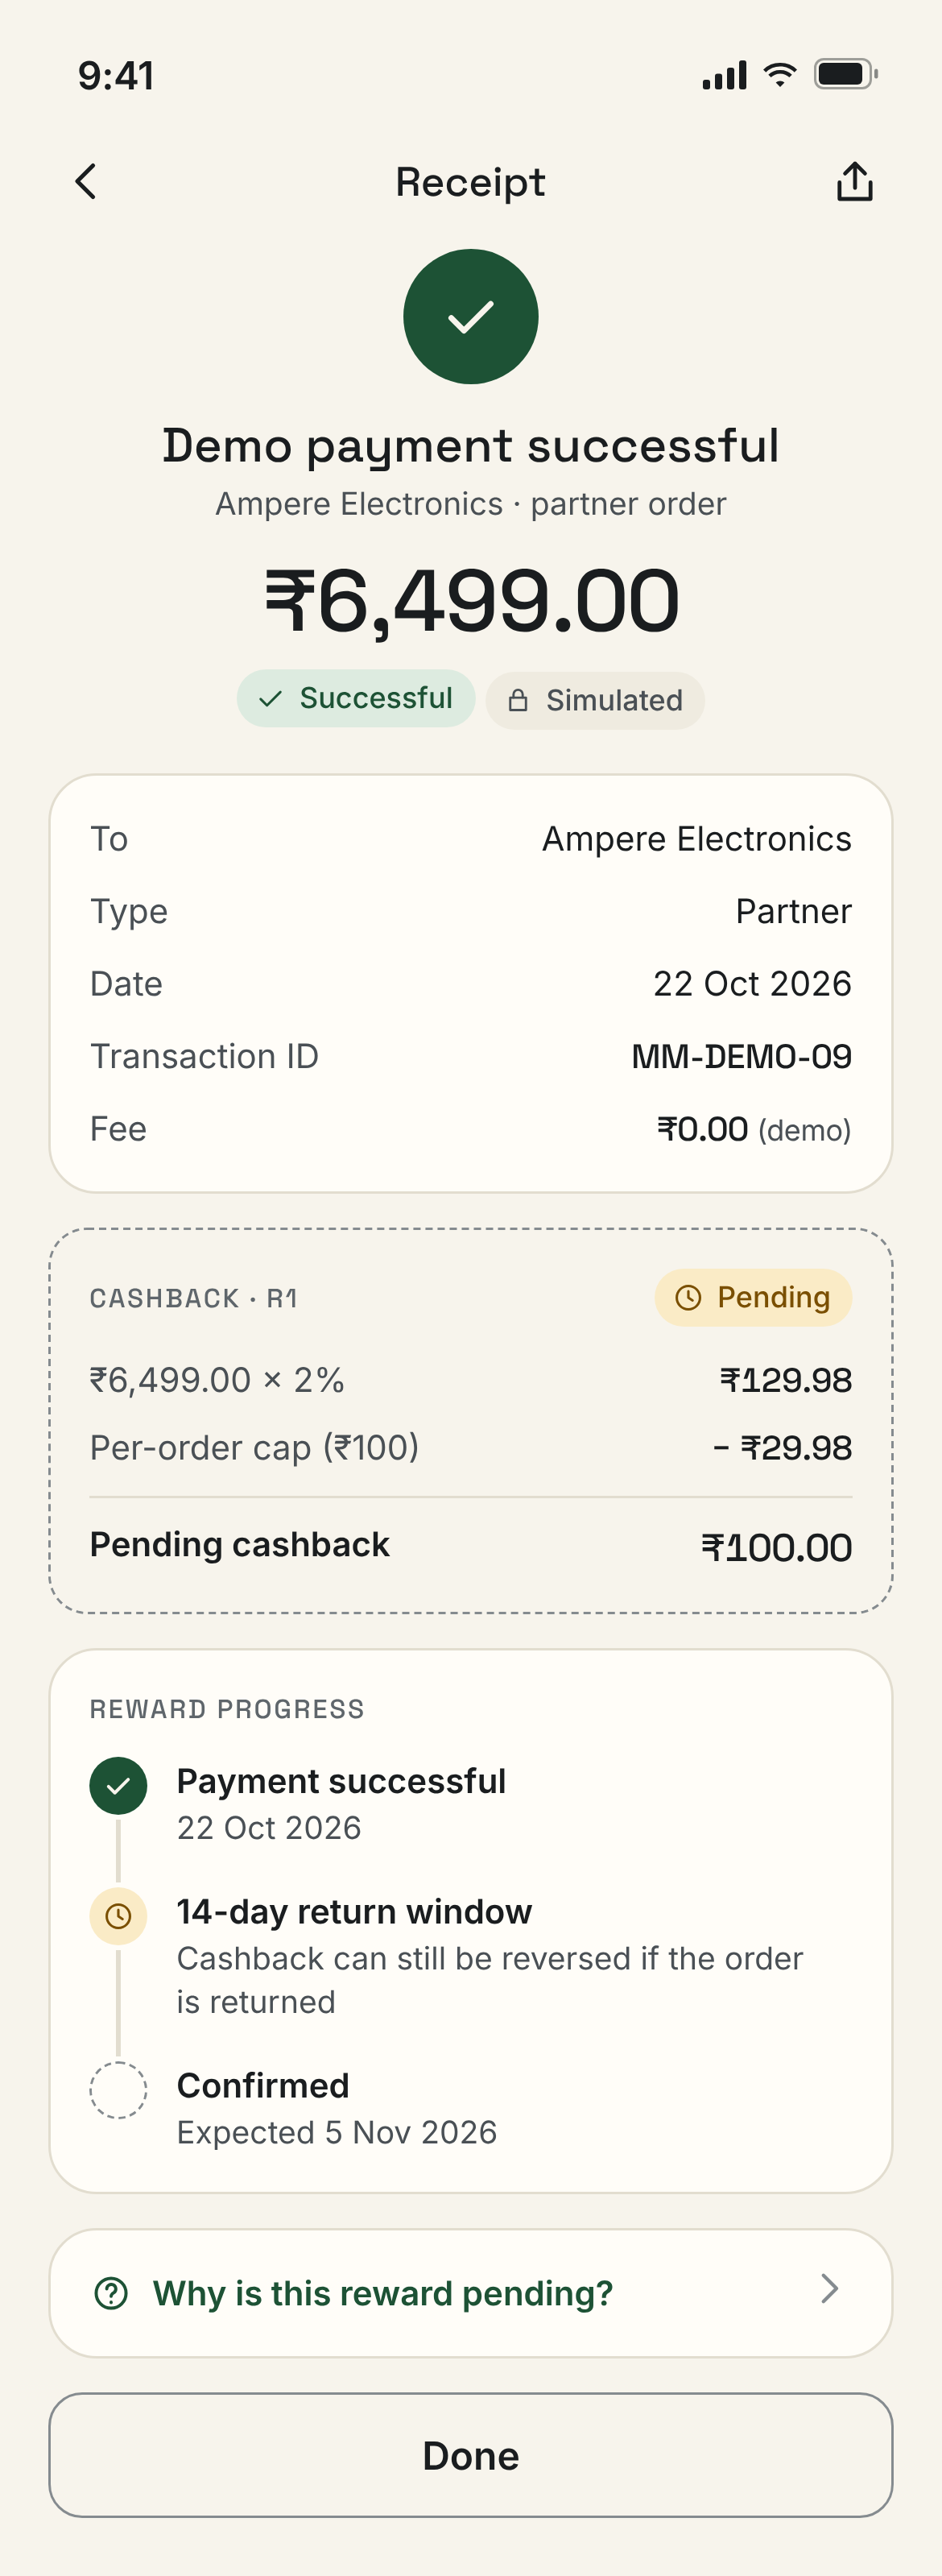 9:41
Receipt
Demo payment successful
Ampere Electronics · partner order
₹6,499.00
Successful
Simulated
To Ampere Electronics
Type Partner
Date 22 Oct 2026
Transaction ID MM-DEMO-09
Fee ₹0.00 (demo)
CASHBACK · R1 Pending
₹6,499.00 × 2% ₹129.98
Per-order cap (₹100) − ₹29.98
Pending cashback ₹100.00
REWARD PROGRESS
Payment successful
22 Oct 2026
14-day return window
Cashback can still be reversed if the order
is returned
Confirmed
Expected 5 Nov 2026
Why is this reward pending?
Done